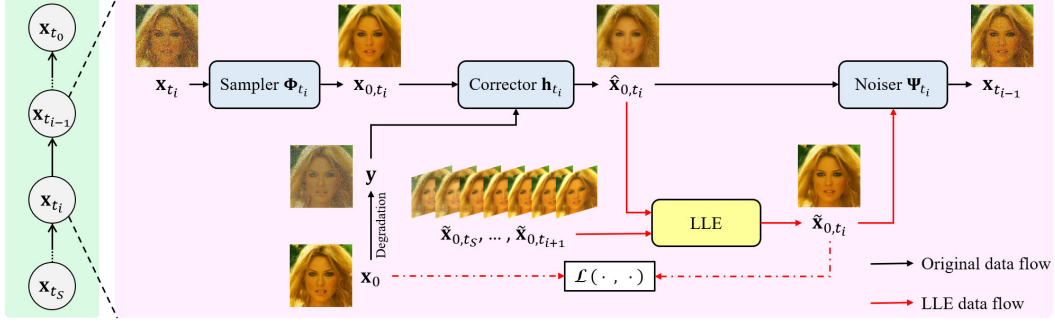 x_{t_0}
x_{t_{i-1}}
x_{t_i}
x_{t_S}
x_{t_i}
Sampler Φ_{t_i}
x_{0,t_i}
Corrector h_{t_i}
x̂_{0,t_i}
Noiser Ψ_{t_i}
x_{t_{i-1}}
y
Degradation
x̃_{0,t_S}, … , x̃_{0,t_{i+1}}
LLE
x̃_{0,t_i}
x_0
ℒ( · , · )
Original data flow
LLE data flow